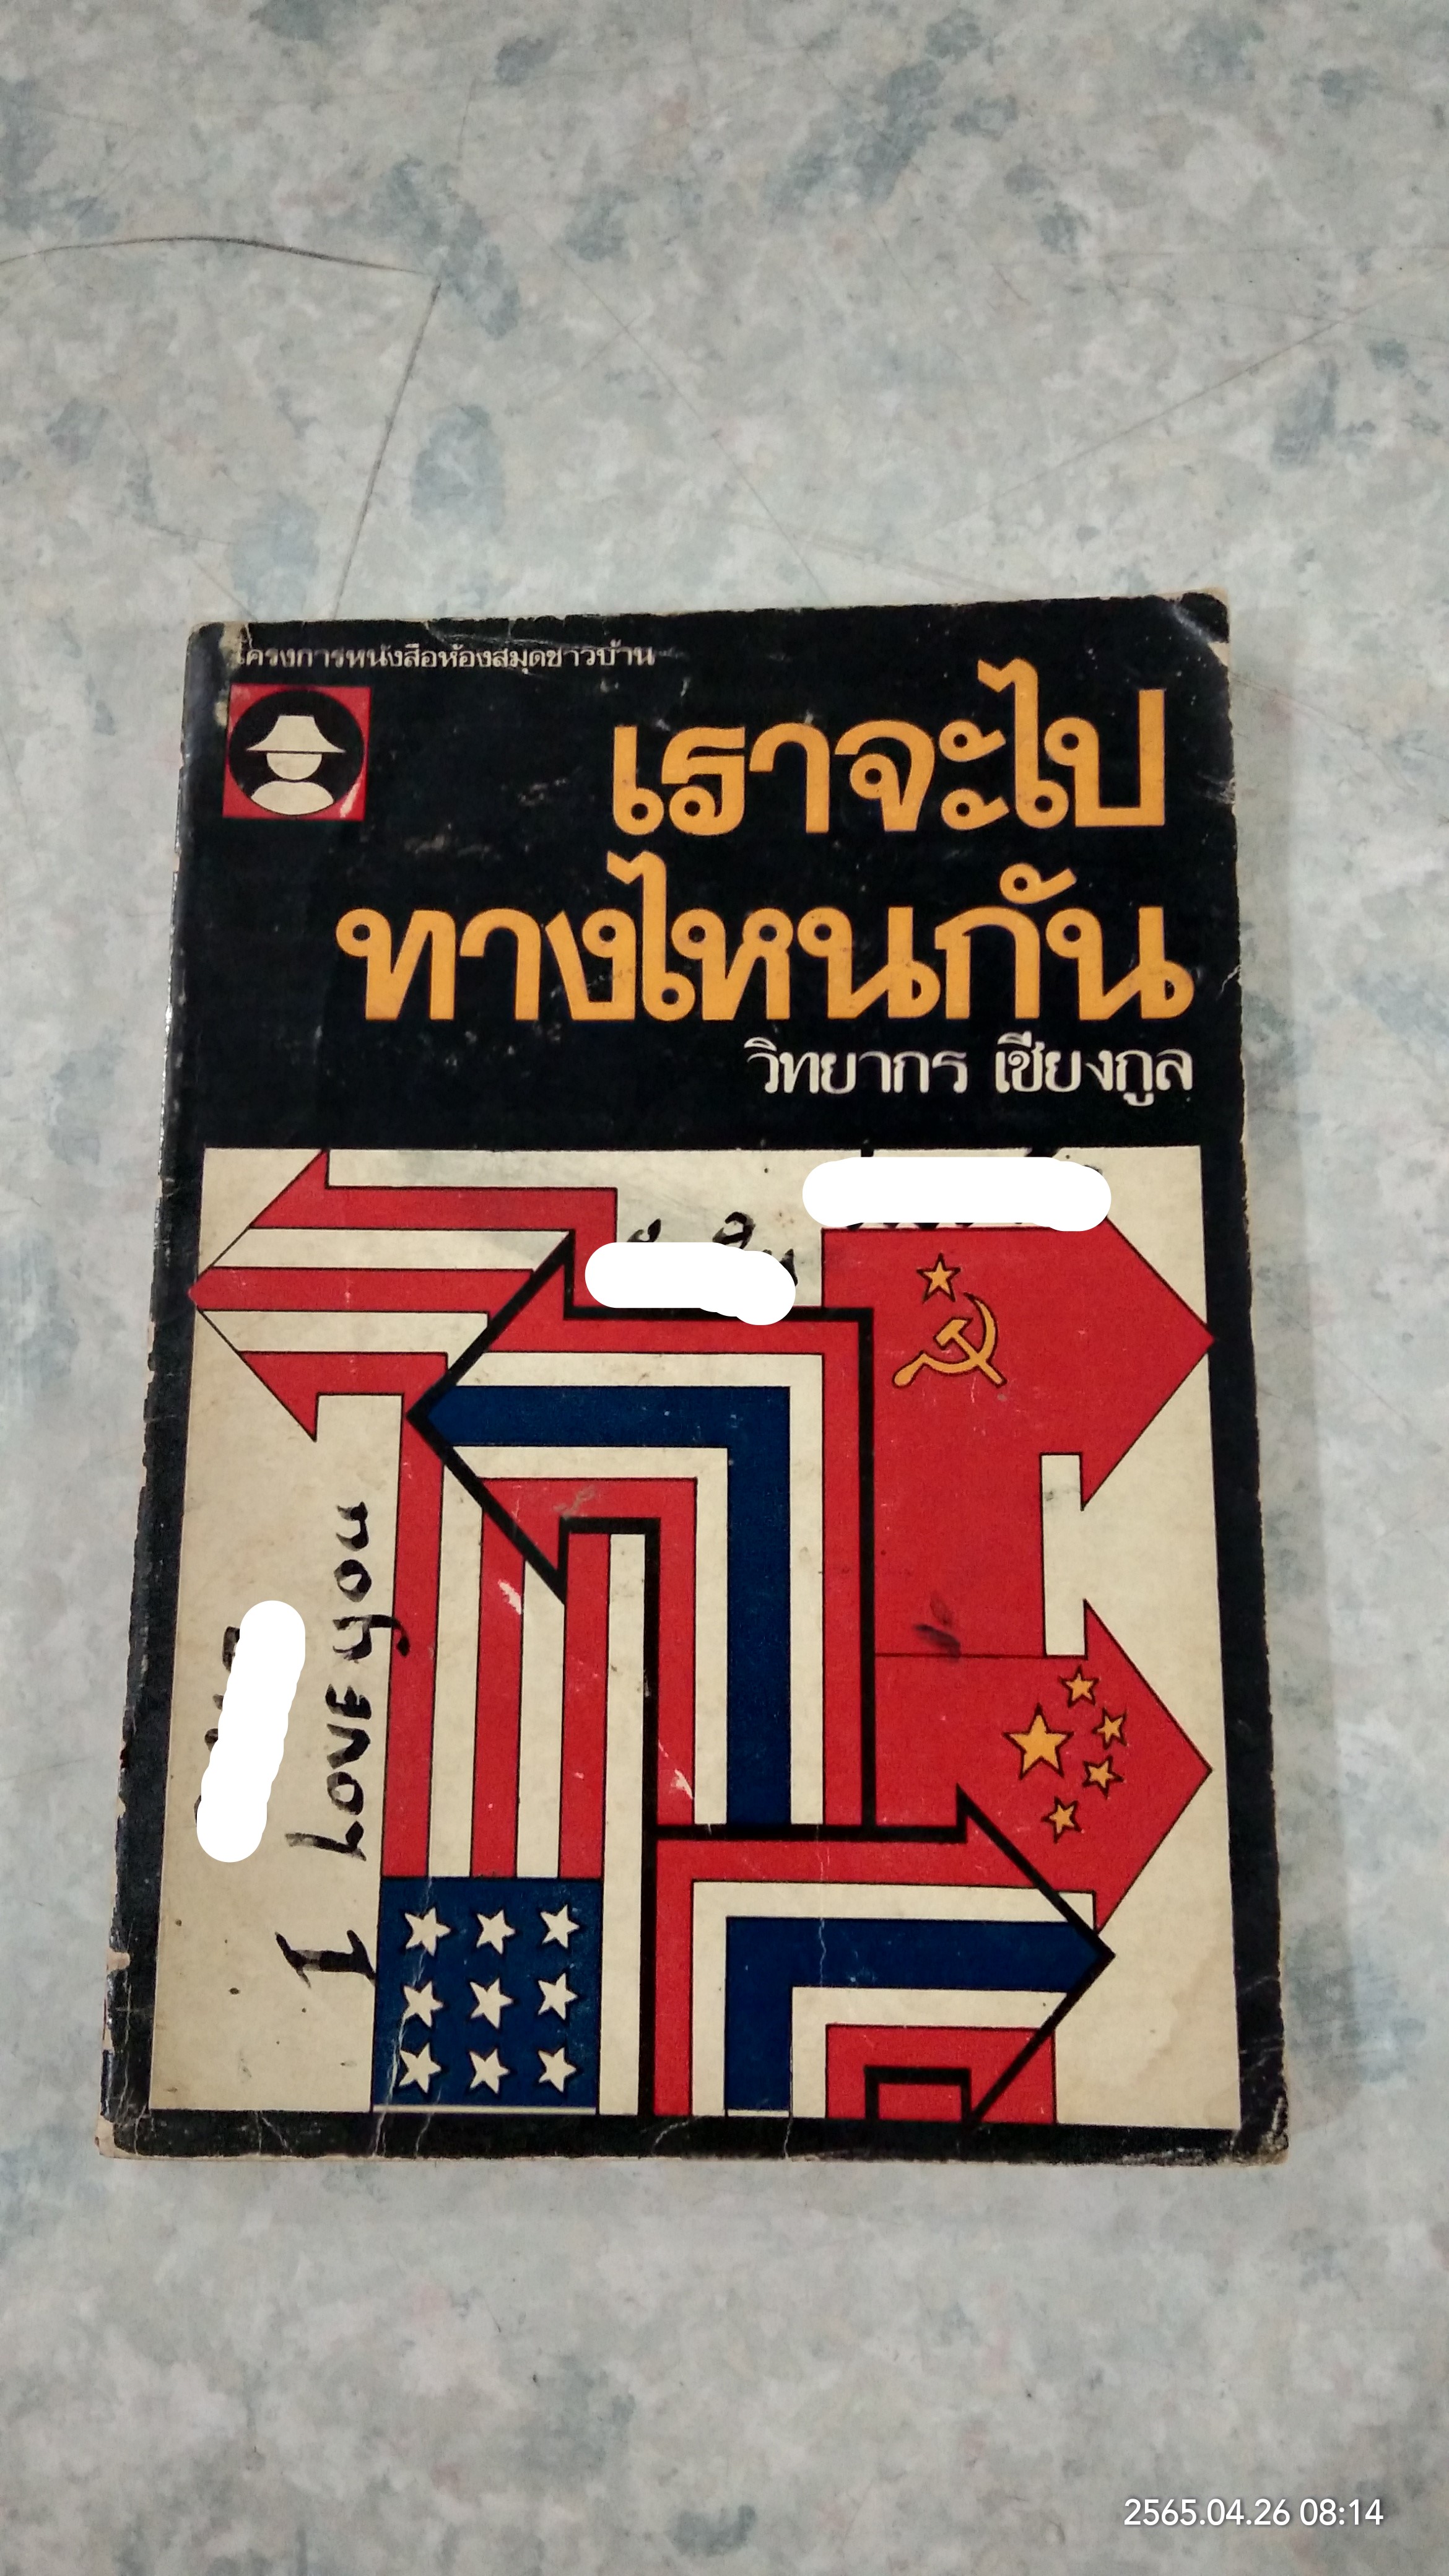 โครงการหนังสือห้องสมุดชาวบ้าน
เราจะไป
ทางไหนกัน
วิทยากร เชียงกูล
I LOVE you
2565.04.26 08:14